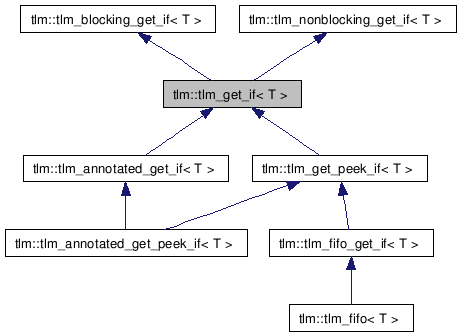 tlm::tlm_blocking_get_if< T >
tlm::tlm_nonblocking_get_if< T >
tlm::tlm_get_if< T >
tlm::tlm_annotated_get_if< T >
tlm::tlm_get_peek_if< T >
tlm::tlm_annotated_get_peek_if< T >
tlm::tlm_fifo_get_if< T >
tlm::tlm_fifo< T >